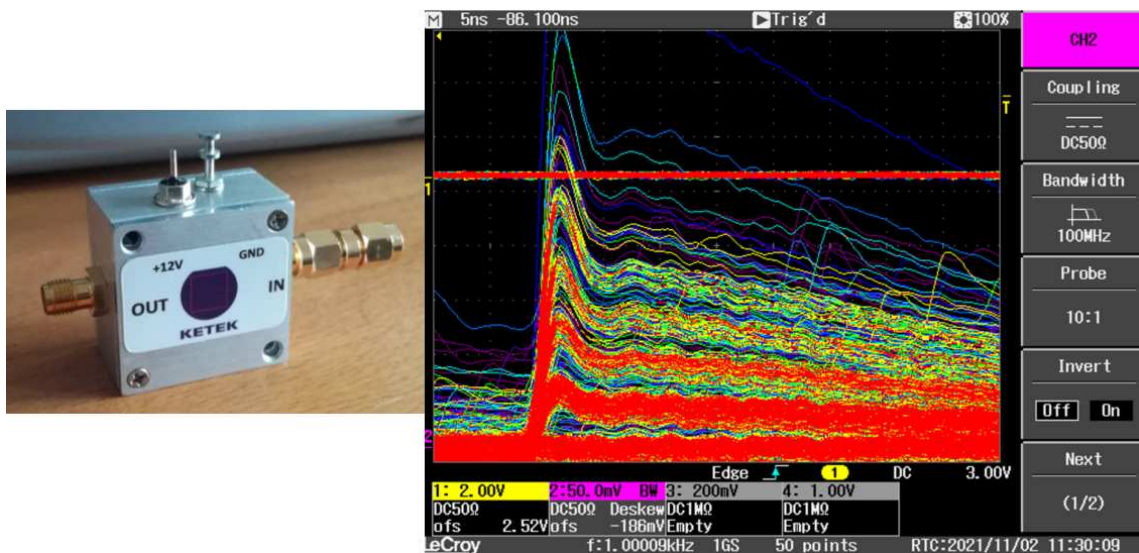 +12V
GND
OUT
IN
KETEK
M 5ns -86.100ns
Trig'd
100%
T
1
2
CH2
Coupling
DC50Ω
Bandwidth
100MHz
Probe
10:1
Invert
Off On
Next
(1/2)
Edge 1 DC 3.00V
1: 2.00V 2:50.0mV BW 3: 200mV 4: 1.00V
DC50Ω DC50Ω Deskew DC1MΩ DC1MΩ
ofs 2.52V ofs -186mV Empty Empty
LeCroy f:1.00009kHz 1GS 50 points RTC:2021/11/02 11:30:09